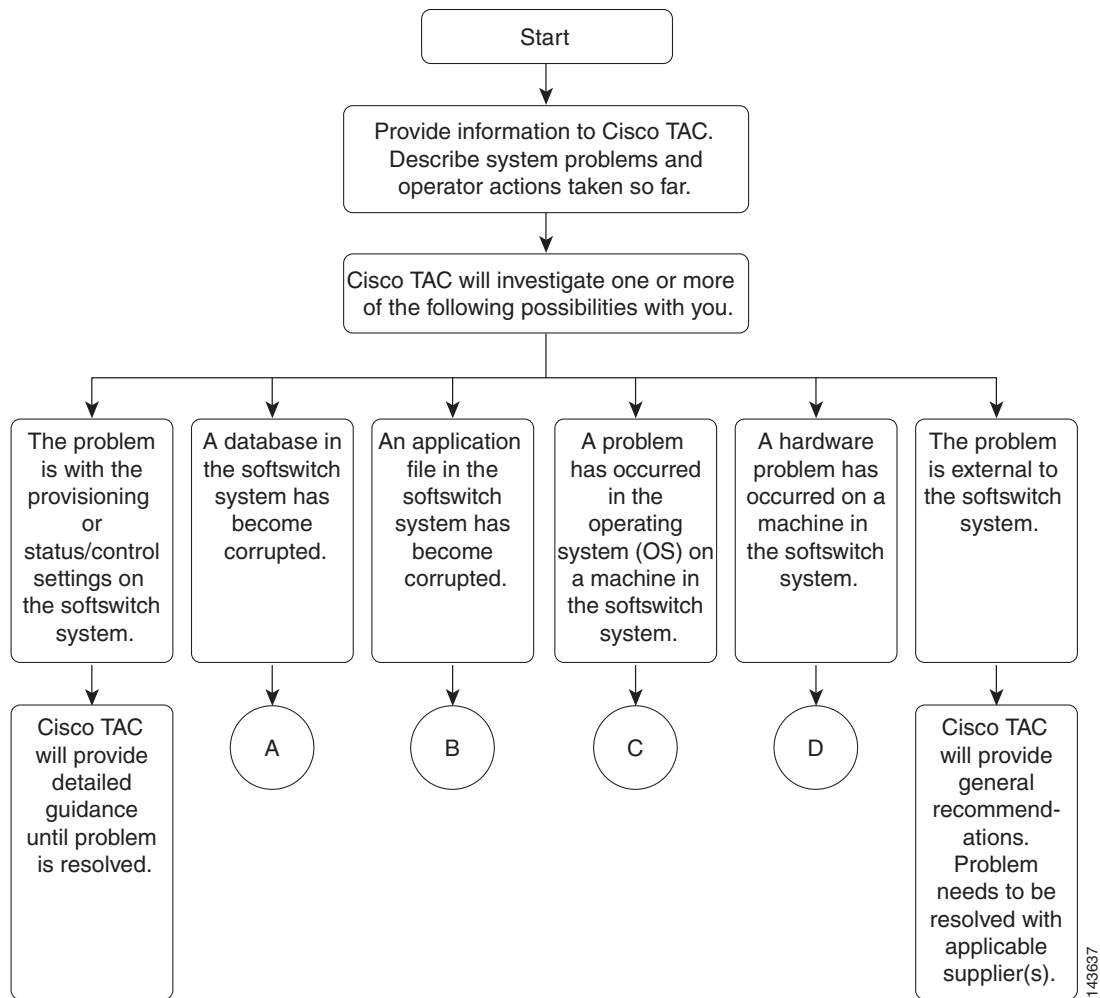 Start
Provide information to Cisco TAC.
Describe system problems and
operator actions taken so far.
Cisco TAC will investigate one or more
of the following possibilities with you.
The problem
is with the
provisioning
or
status/control
settings on
the softswitch
system.
A database in
the softswitch
system has
become
corrupted.
An application
file in the
softswitch
system has
become
corrupted.
A problem
has occurred
in the
operating
system (OS) on
a machine in
the softswitch
system.
A hardware
problem has
occurred on a
machine in
the softswitch
system.
The problem
is external to
the softswitch
system.
Cisco TAC
will provide
detailed
guidance
until problem
is resolved.
A
B
C
D
Cisco TAC
will provide
general
recommend-
ations.
Problem
needs to be
resolved with
applicable
supplier(s).
143637